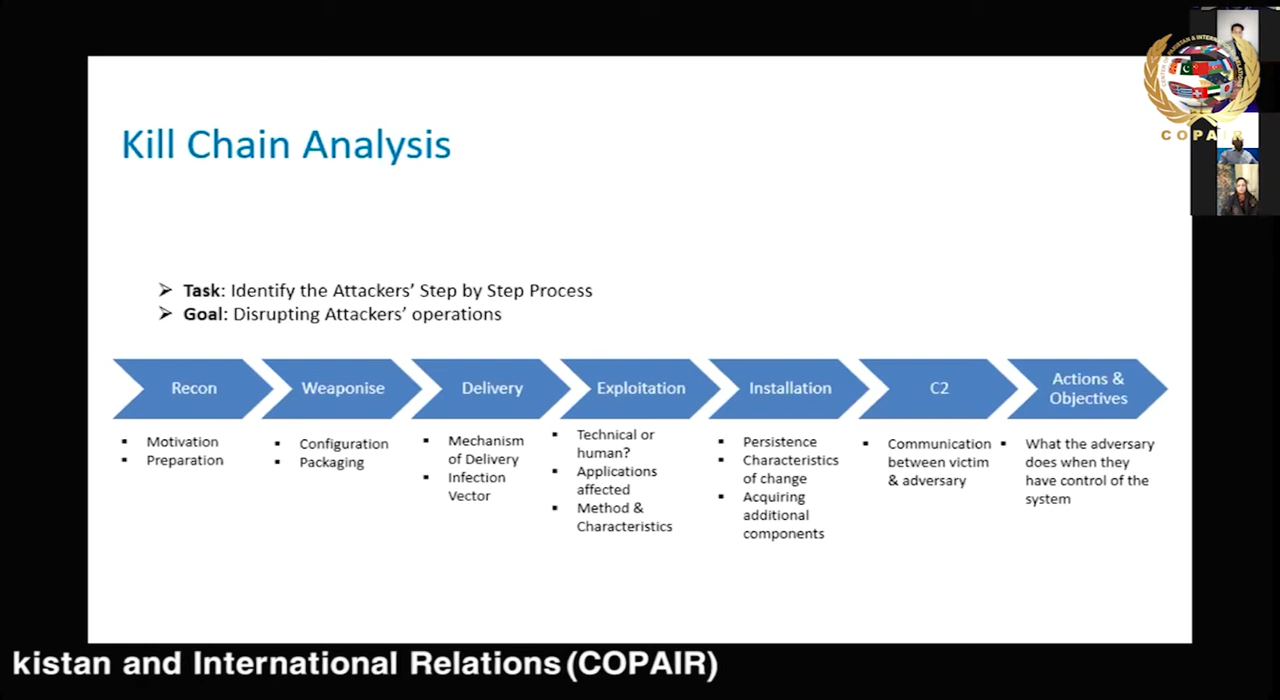 Kill Chain Analysis
➢ Task: Identify the Attackers’ Step by Step Process
➢ Goal: Disrupting Attackers’ operations
Recon
▪ Motivation
▪ Preparation
Weaponise
▪ Configuration
▪ Packaging
Delivery
▪ Mechanism
of Delivery
▪ Infection
Vector
Exploitation
▪ Technical or
human?
▪ Applications
affected
▪ Method &
Characteristics
Installation
▪ Persistence
▪ Characteristics
of change
▪ Acquiring
additional
components
C2
▪ Communication
between victim
& adversary
Actions &
Objectives
▪ What the adversary
does when they
have control of the
system
COPAIR
kistan and International Relations (COPAIR)